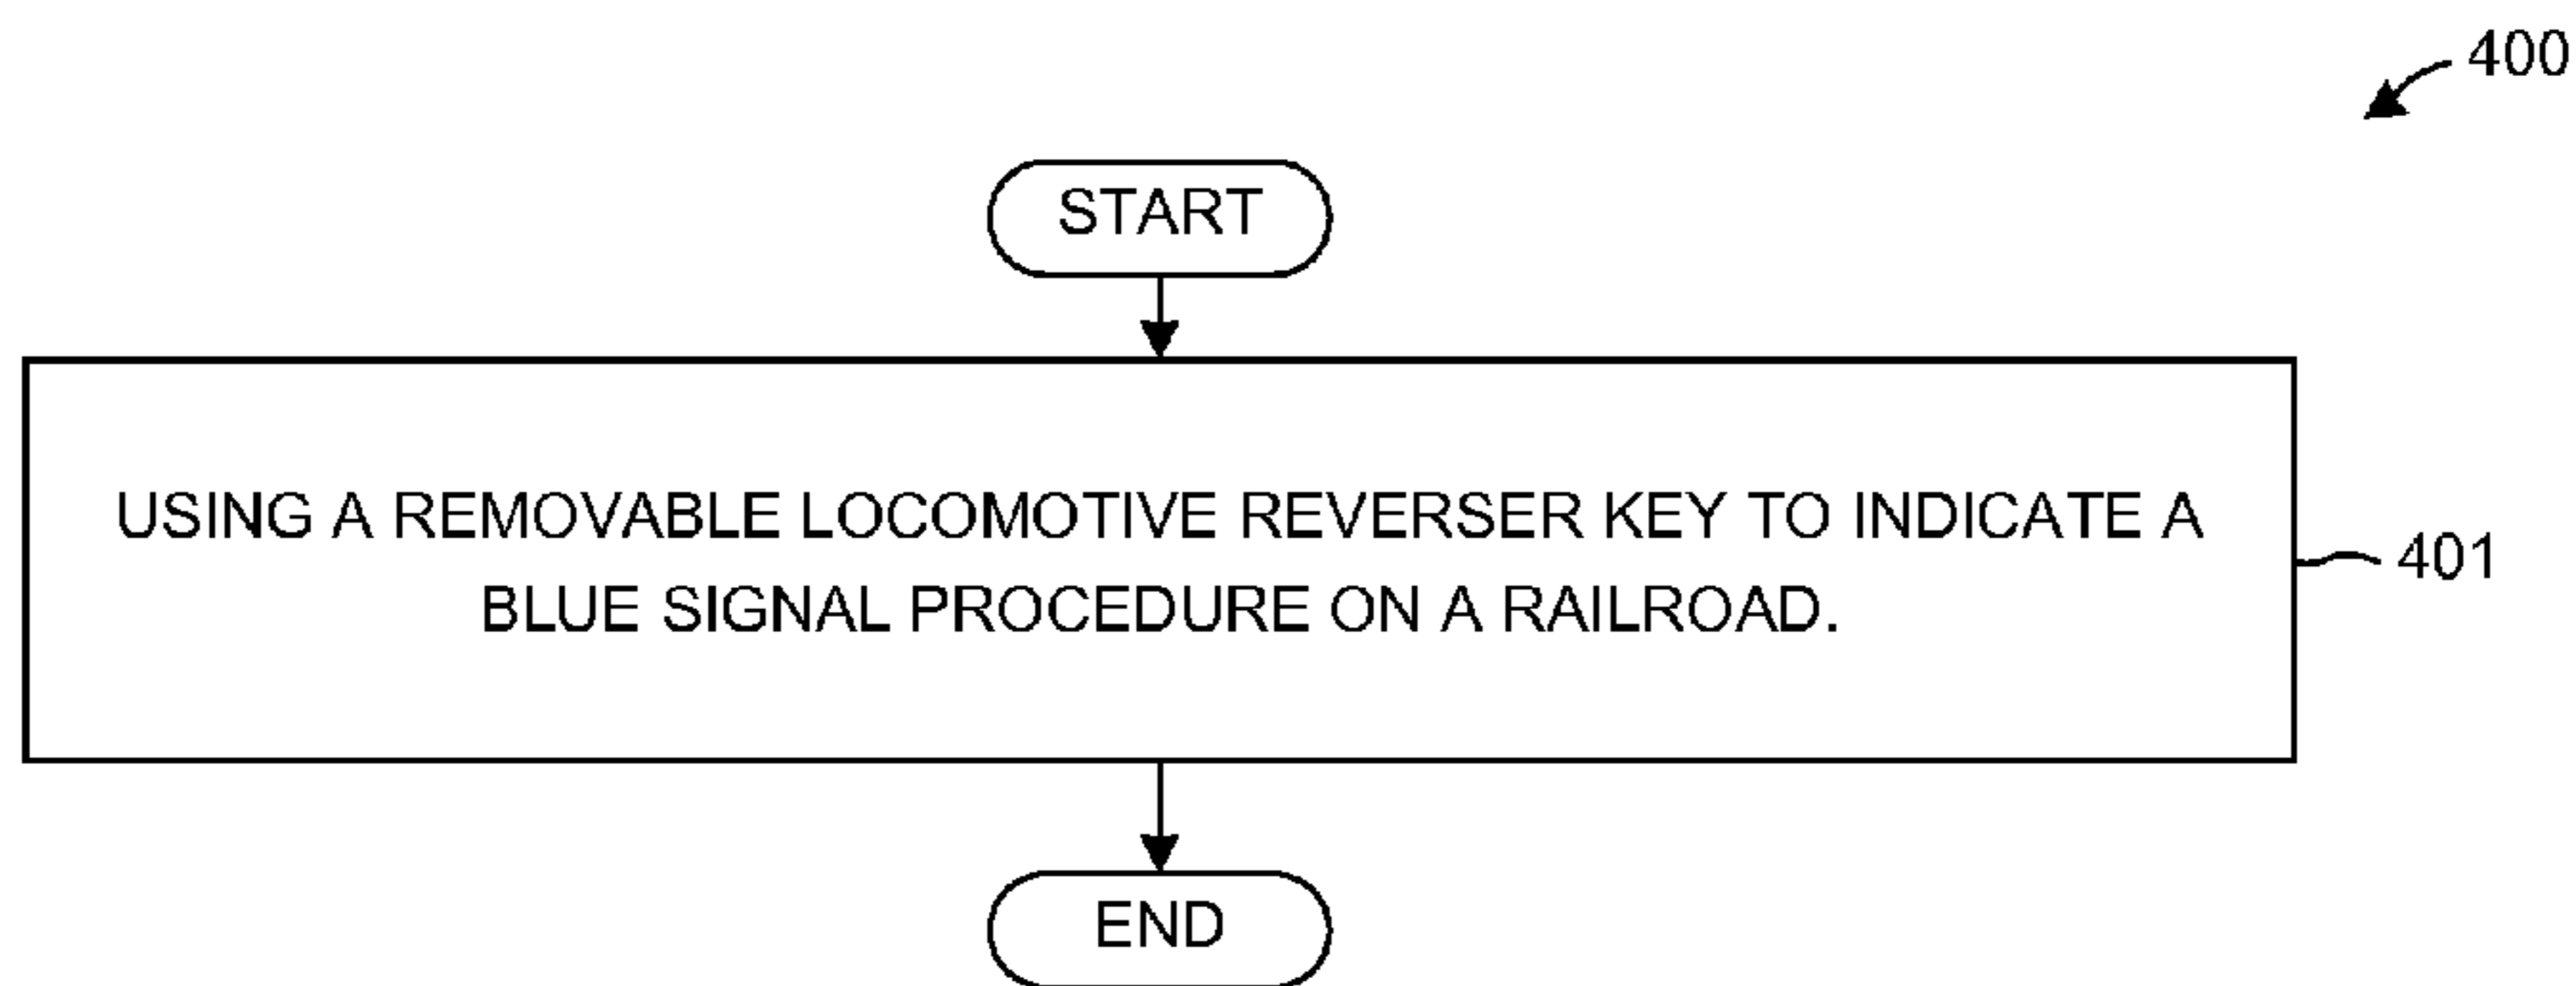 400
START
USING A REMOVABLE LOCOMOTIVE REVERSER KEY TO INDICATE A
BLUE SIGNAL PROCEDURE ON A RAILROAD.
401
END